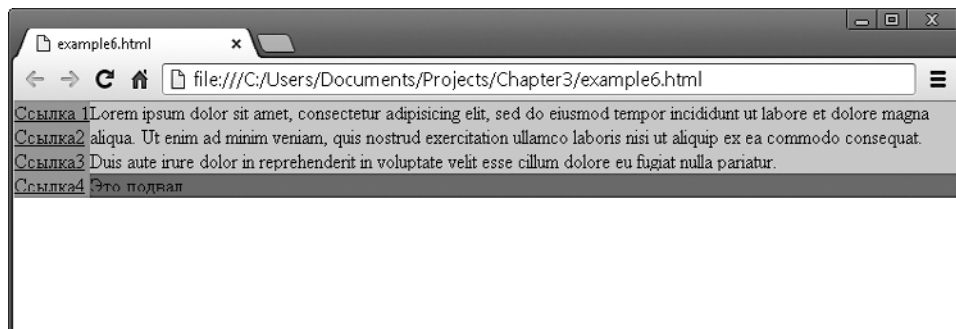 example6.html
file:///C:/Users/Documents/Projects/Chapter3/example6.html
Ссылка 1Lorem ipsum dolor sit amet, consectetur adipisicing elit, sed do eiusmod tempor incididunt ut labore et dolore magna
Ссылка2 aliqua. Ut enim ad minim veniam, quis nostrud exercitation ullamco laboris nisi ut aliquip ex ea commodo consequat.
Ссылка3 Duis aute irure dolor in reprehenderit in voluptate velit esse cillum dolore eu fugiat nulla pariatur.
Ссылка4 Это подвал